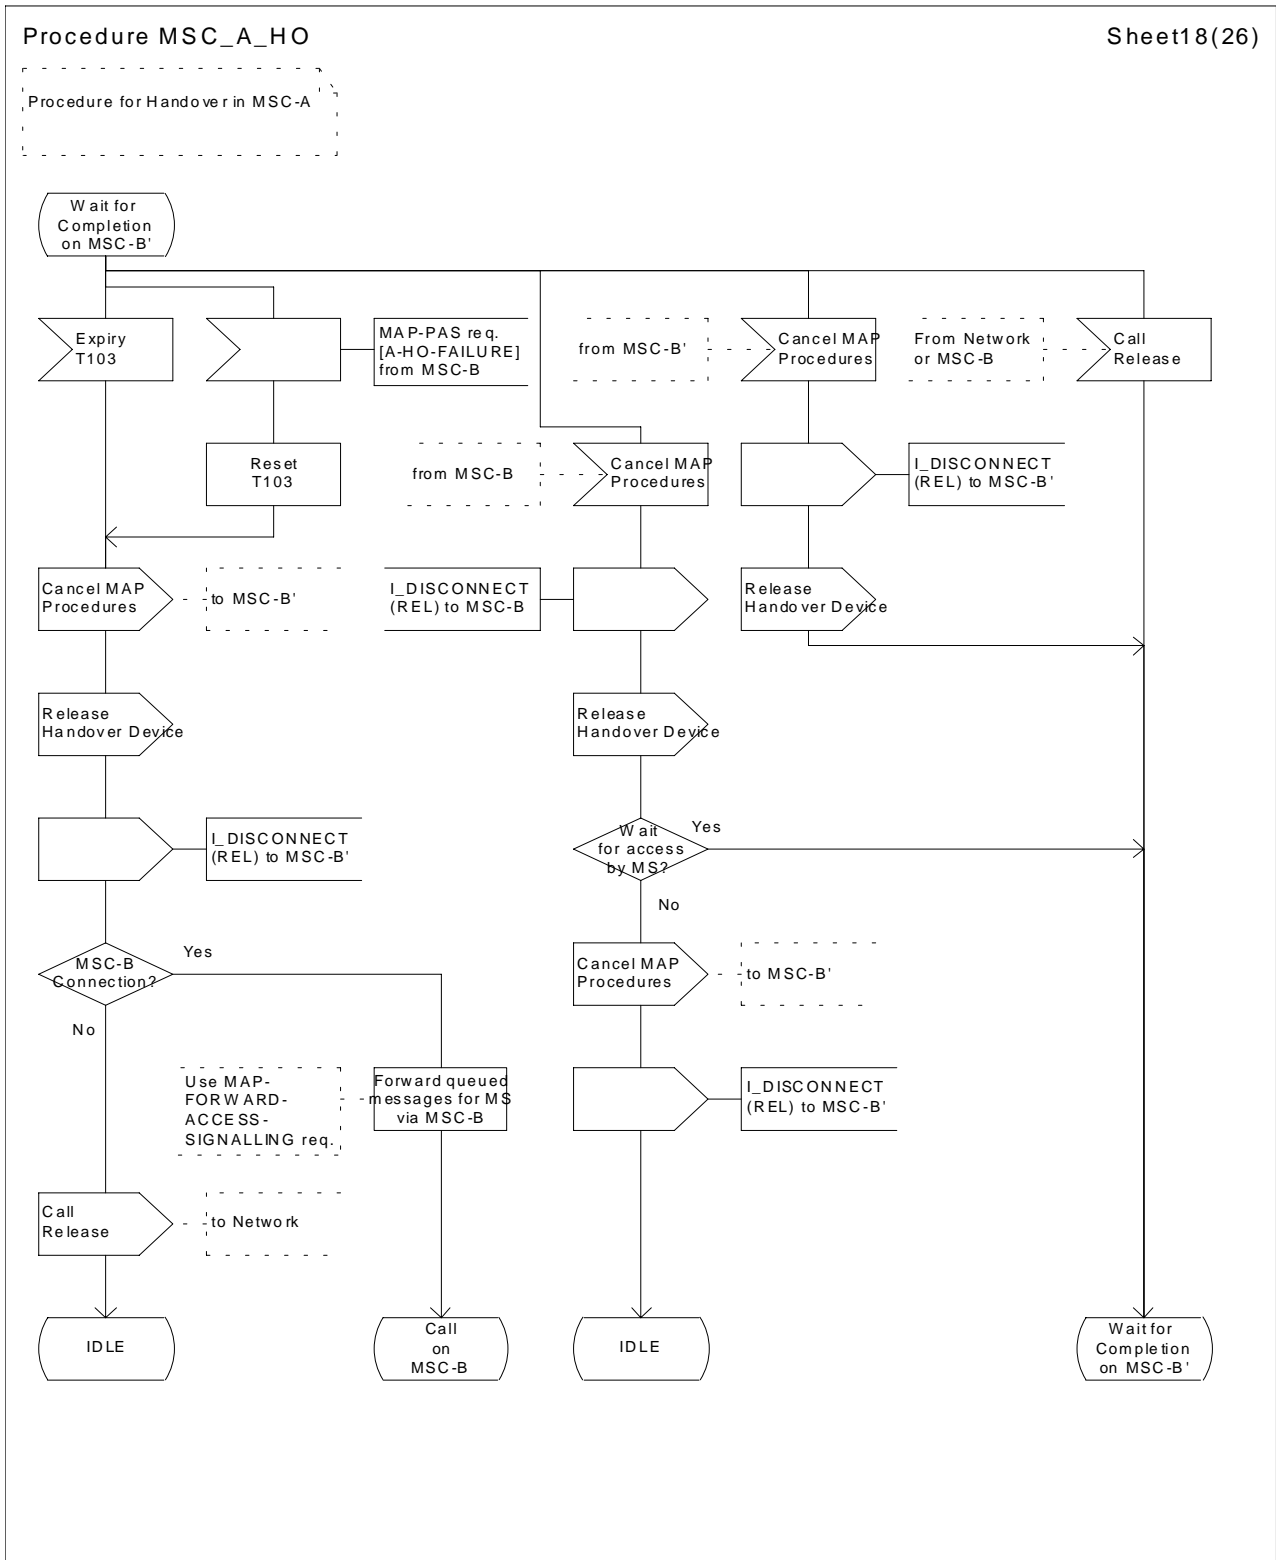 Procedure MSC_A_HO
Sheet18(26)
Procedure for Handover in MSC-A
Wait for
Completion
on MSC-B'
Expiry
T103
MAP-PAS req.
[A-HO-FAILURE]
from MSC-B
from MSC-B'
Cancel MAP
Procedures
From Network
or MSC-B
Call
Release
Reset
T103
from MSC-B
Cancel MAP
Procedures
I_DISCONNECT
(REL) to MSC-B'
Cancel MAP
Procedures
to MSC-B'
I_DISCONNECT
(REL) to MSC-B
Release
Handover Device
Release
Handover Device
Release
Handover Device
I_DISCONNECT
(REL) to MSC-B'
Wait
for access
by MS?
Yes
No
MSC-B
Connection?
Yes
No
Cancel MAP
Procedures
to MSC-B'
Use MAP-
FORWARD-
ACCESS-
SIGNALLING req.
Forward queued
messages for MS
via MSC-B
I_DISCONNECT
(REL) to MSC-B'
Call
Release
to Network
IDLE
Call
on
MSC-B
IDLE
Wait for
Completion
on MSC-B'